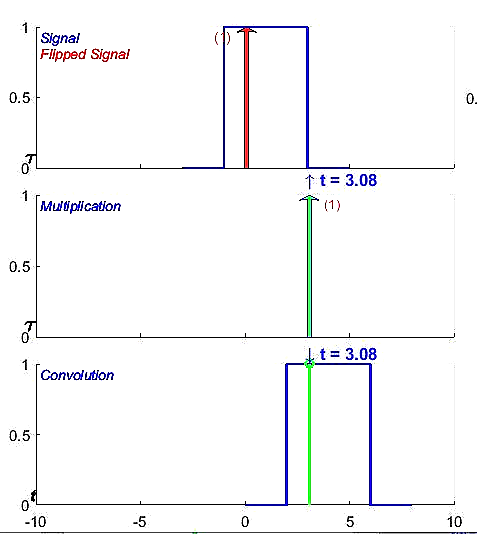 1
Signal
(1)
Flipped Signal
0.5
0.
τ
0
↑ t = 3.08
1
Multiplication
(1)
0.5
τ
0
↓ t = 3.08
1
Convolution
0.5
t
0
-10 -5 0 5 10